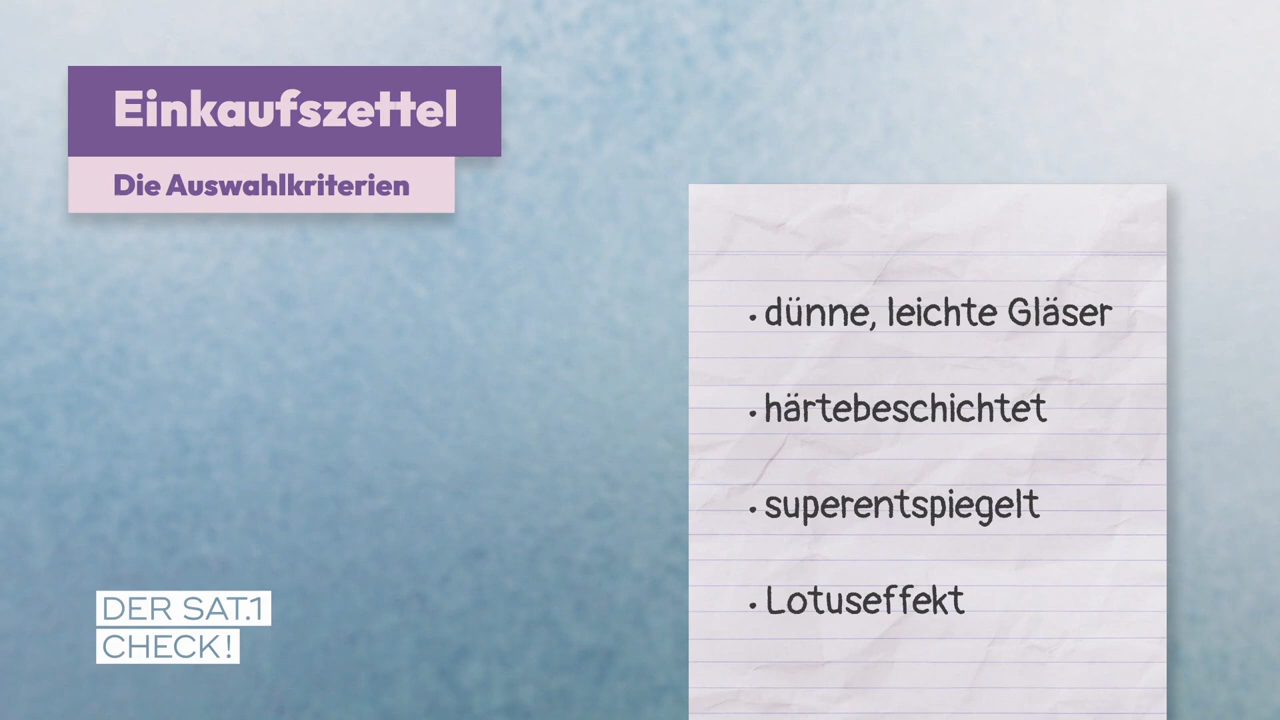 Einkaufszettel
Die Auswahlkriterien
• dünne, leichte Gläser
• härtebeschichtet
• superentspiegelt
• Lotuseffekt
DER SAT.1
CHECK!